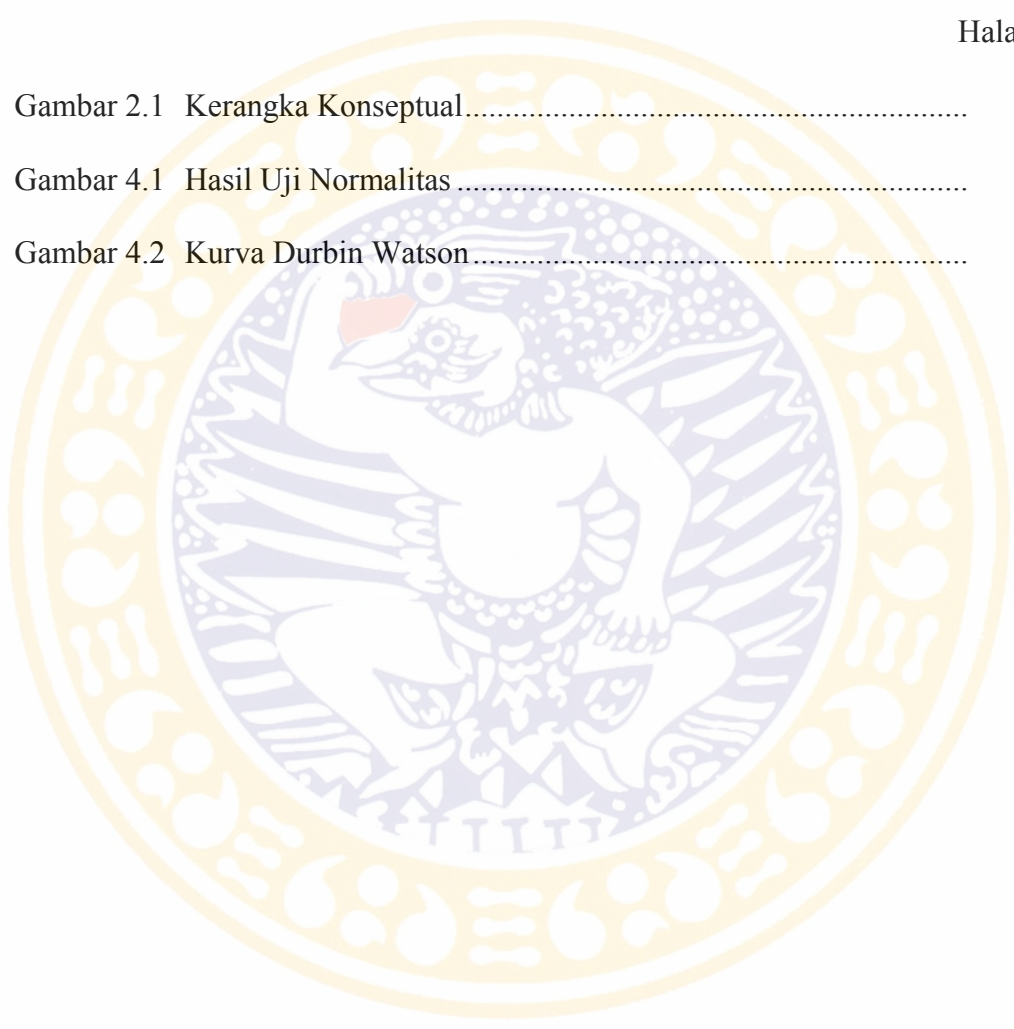 Hala
Gambar 2.1 Kerangka Konseptual...............................................................
Gambar 4.1 Hasil Uji Normalitas ................................................................
Gambar 4.2 Kurva Durbin Watson..............................................................